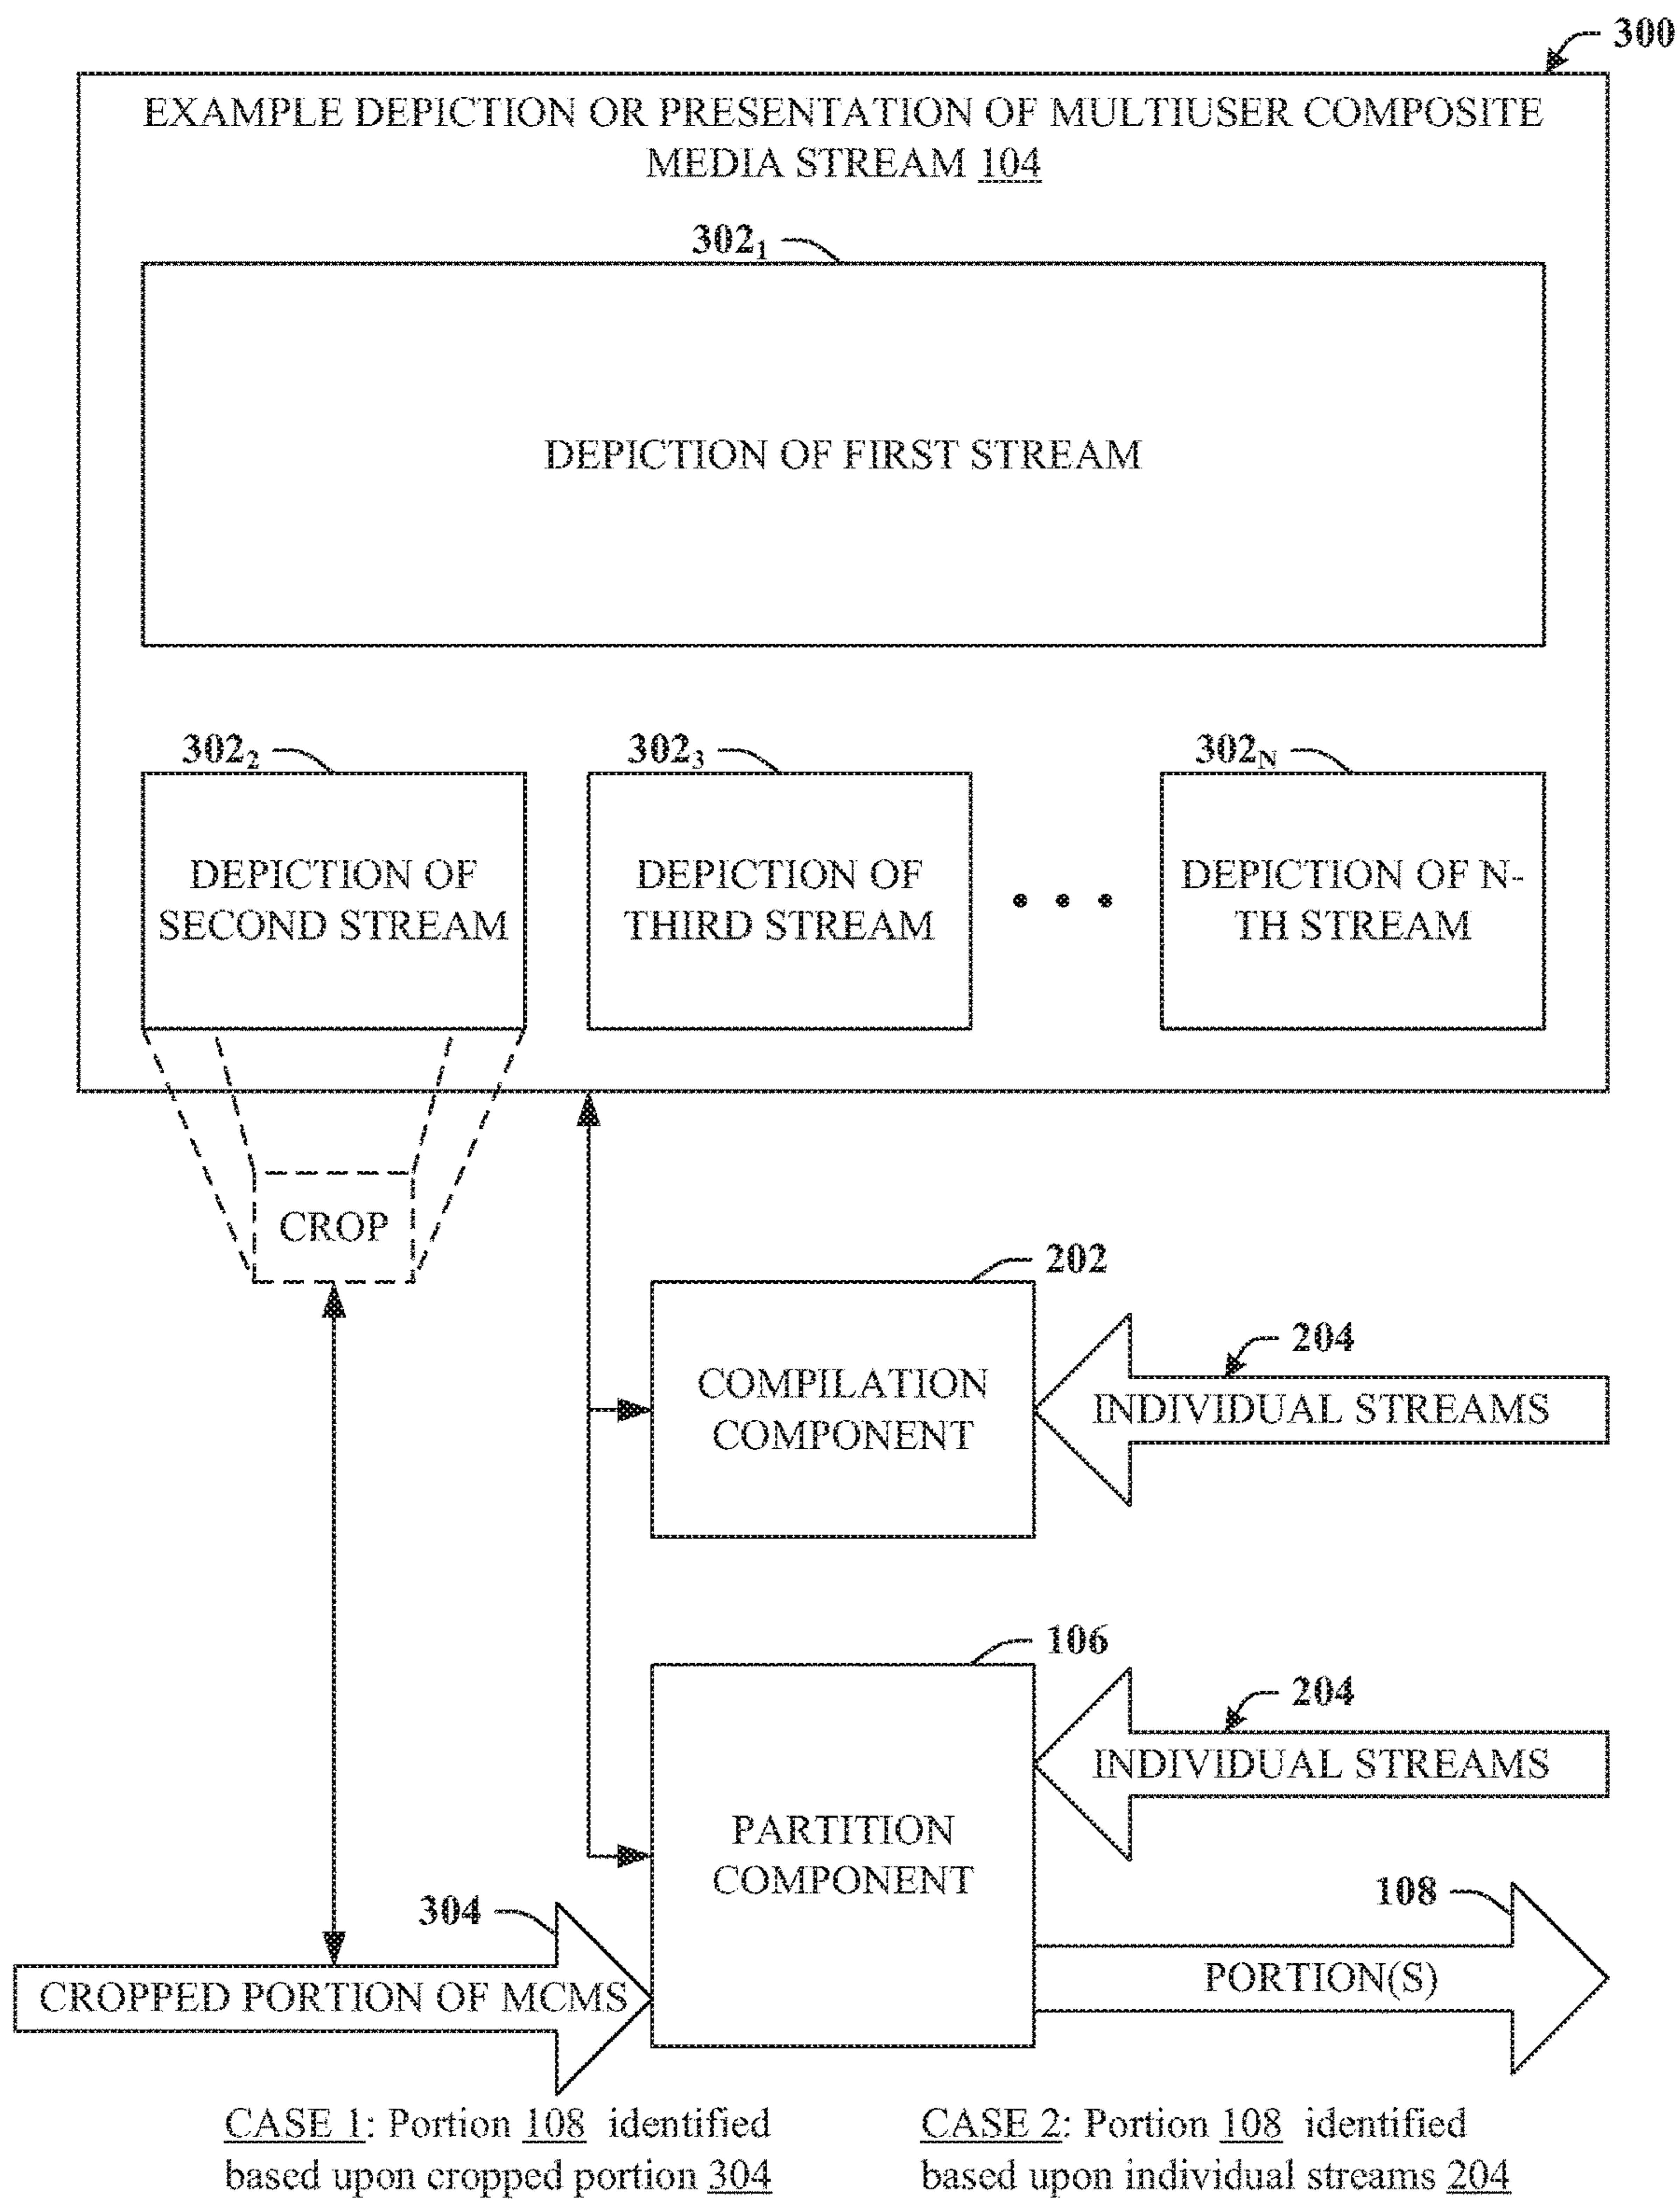 300
EXAMPLE DEPICTION OR PRESENTATION OF MULTIUSER COMPOSITE
MEDIA STREAM 104
302₁
DEPICTION OF FIRST STREAM
302₂
302₃
302_N
DEPICTION OF
SECOND STREAM
DEPICTION OF
THIRD STREAM
• • •
DEPICTION OF N-
TH STREAM
CROP
202
COMPILATION
COMPONENT
204
INDIVIDUAL STREAMS
106
PARTITION
COMPONENT
204
INDIVIDUAL STREAMS
304
CROPPED PORTION OF MCMS
108
PORTION(S)
CASE 1: Portion 108 identified
based upon cropped portion 304
CASE 2: Portion 108 identified
based upon individual streams 204